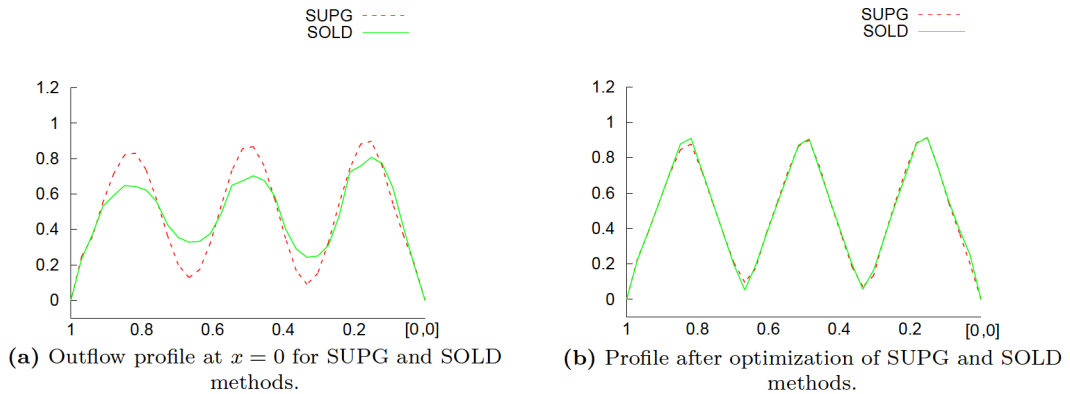 SUPG
SOLD
1.2
1
0.8
0.6
0.4
0.2
0
1 0.8 0.6 0.4 0.2 [0,0]
(a) Outflow profile at x = 0 for SUPG and SOLD
methods.
SUPG
SOLD
1.2
1
0.8
0.6
0.4
0.2
0
1 0.8 0.6 0.4 0.2 [0,0]
(b) Profile after optimization of SUPG and SOLD
methods.